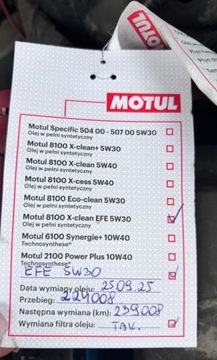 MOTUL
Motul Specific 504 00 - 507 00 5W30
Olej w pełni syntetyczny
Motul 8100 X-clean+ 5W30
Olej w pełni syntetyczny
Motul 8100 X-clean 5W40
Olej w pełni syntetyczny
Motul 8100 X-cess 5W40
Olej w pełni syntetyczny
Motul 8100 Eco-clean 5W30
Olej w pełni syntetyczny
Motul 8100 X-clean EFE 5W30
Olej w pełni syntetyczny
Motul 6100 Synergie+ 10W40
Technosynthese®
Motul 2100 Power Plus 10W40
Technosynthese®
EFE 5W30
Data wymiany oleju: 25.09.25
Przebieg: 224008
Następna wymiana (km): 239008
Wymiana filtra oleju: TAK.
MOTUL